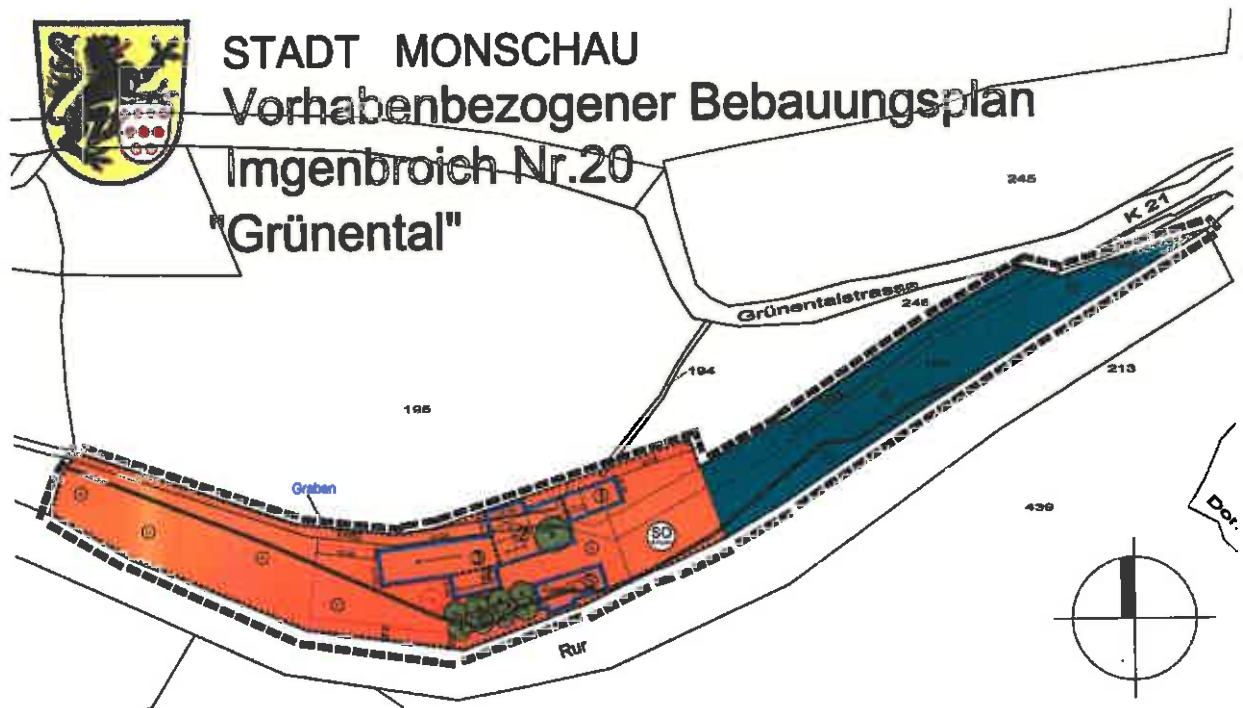 STADT MONSCHAU
Vorhabenbezogener Bebauungsplan
Imgenbroich Nr.20
"Grünental"
245
K 21
Grünentalstrasse
246
194
213
195
Graben
439
SO
Rur